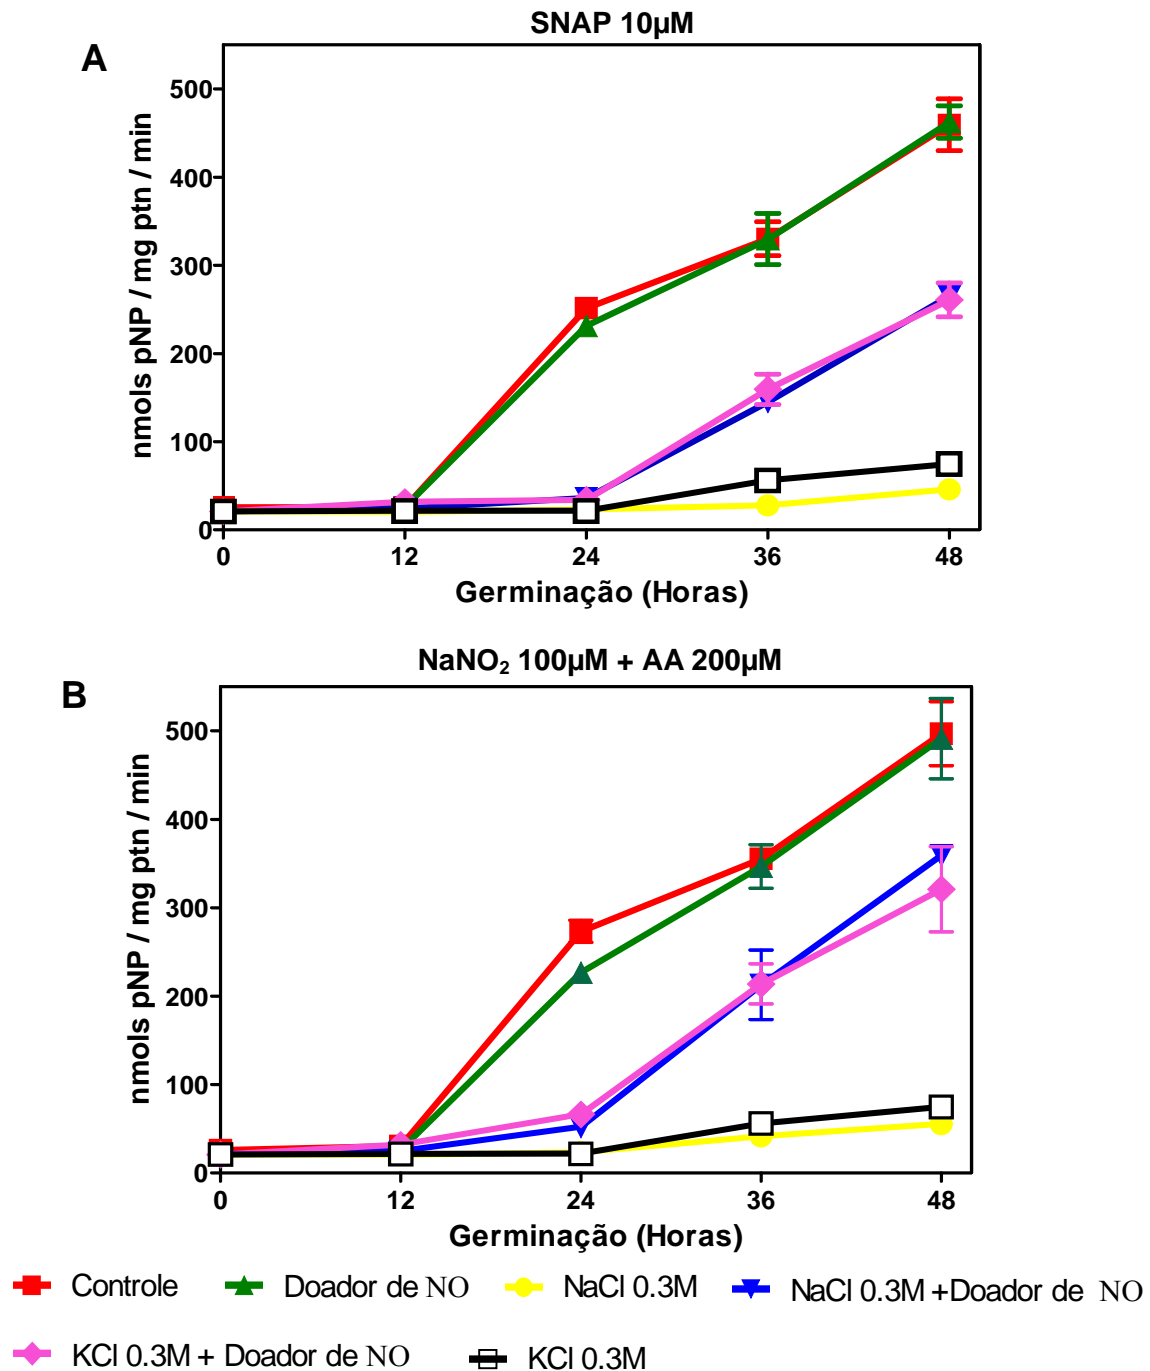 SNAP 10µM
A
nmols pNP / mg ptn / min
500
400
300
200
100
0
0 12 24 36 48
Germinação (Horas)
NaNO₂ 100µM + AA 200µM
B
nmols pNP / mg ptn / min
500
400
300
200
100
0
0 12 24 36 48
Germinação (Horas)
Controle Doador de NO NaCl 0.3M NaCl 0.3M +Doador de NO
KCl 0.3M + Doador de NO KCl 0.3M